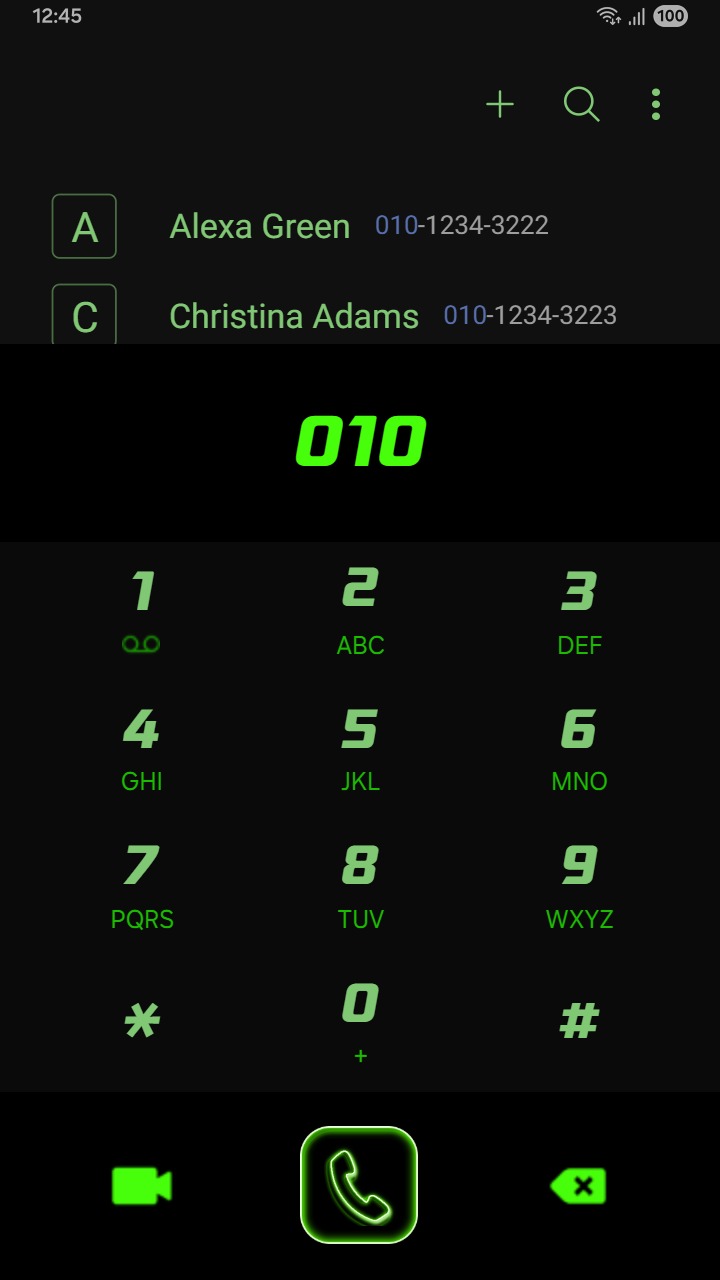 12:45 100
A Alexa Green 010-1234-3222
C Christina Adams 010-1234-3223
010
1 2 3
ABC DEF
4 5 6
GHI JKL MNO
7 8 9
PQRS TUV WXYZ
* 0 #
+